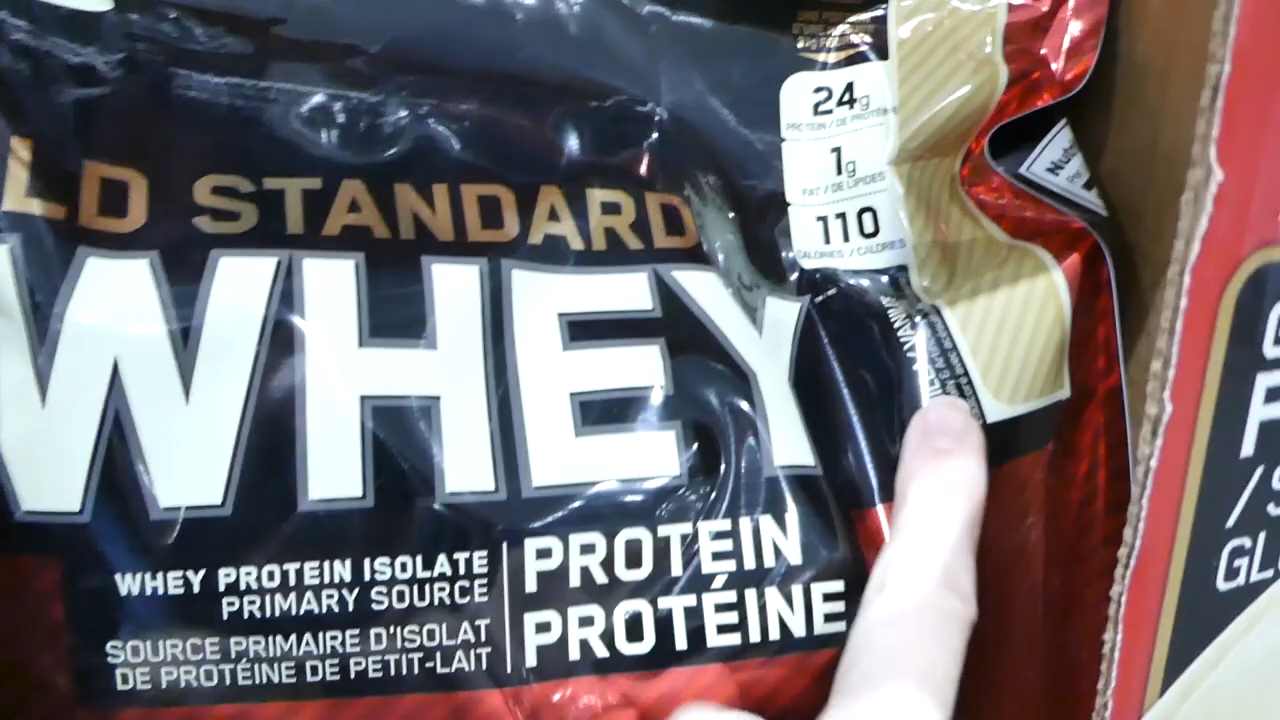 24g
PROTEIN / DE PROTÉINE
1g
FAT / DE LIPIDES
110
CALORIES / CALORIES
LD STANDARD
WHEY
WHEY PROTEIN ISOLATE
PRIMARY SOURCE
SOURCE PRIMAIRE D'ISOLAT
DE PROTÉINE DE PETIT-LAIT
PROTEIN
PROTÉINE